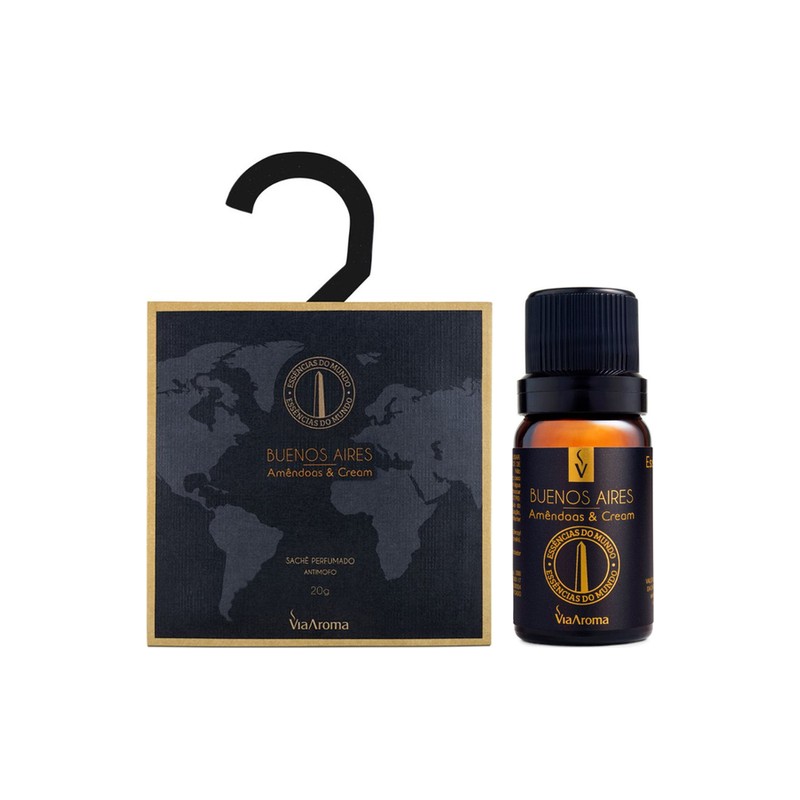 ESSÊNCIAS DO MUNDO
ESSÊNCIAS DO MUNDO
BUENOS AIRES
Amêndoas & Cream
SACHÊ PERFUMADO
ANTIMOFO
20g
ViaAroma
V
BUENOS AIRES
Amêndoas & Cream
ESSÊNCIAS DO MUNDO
ESSÊNCIAS DO MUNDO
ViaAroma